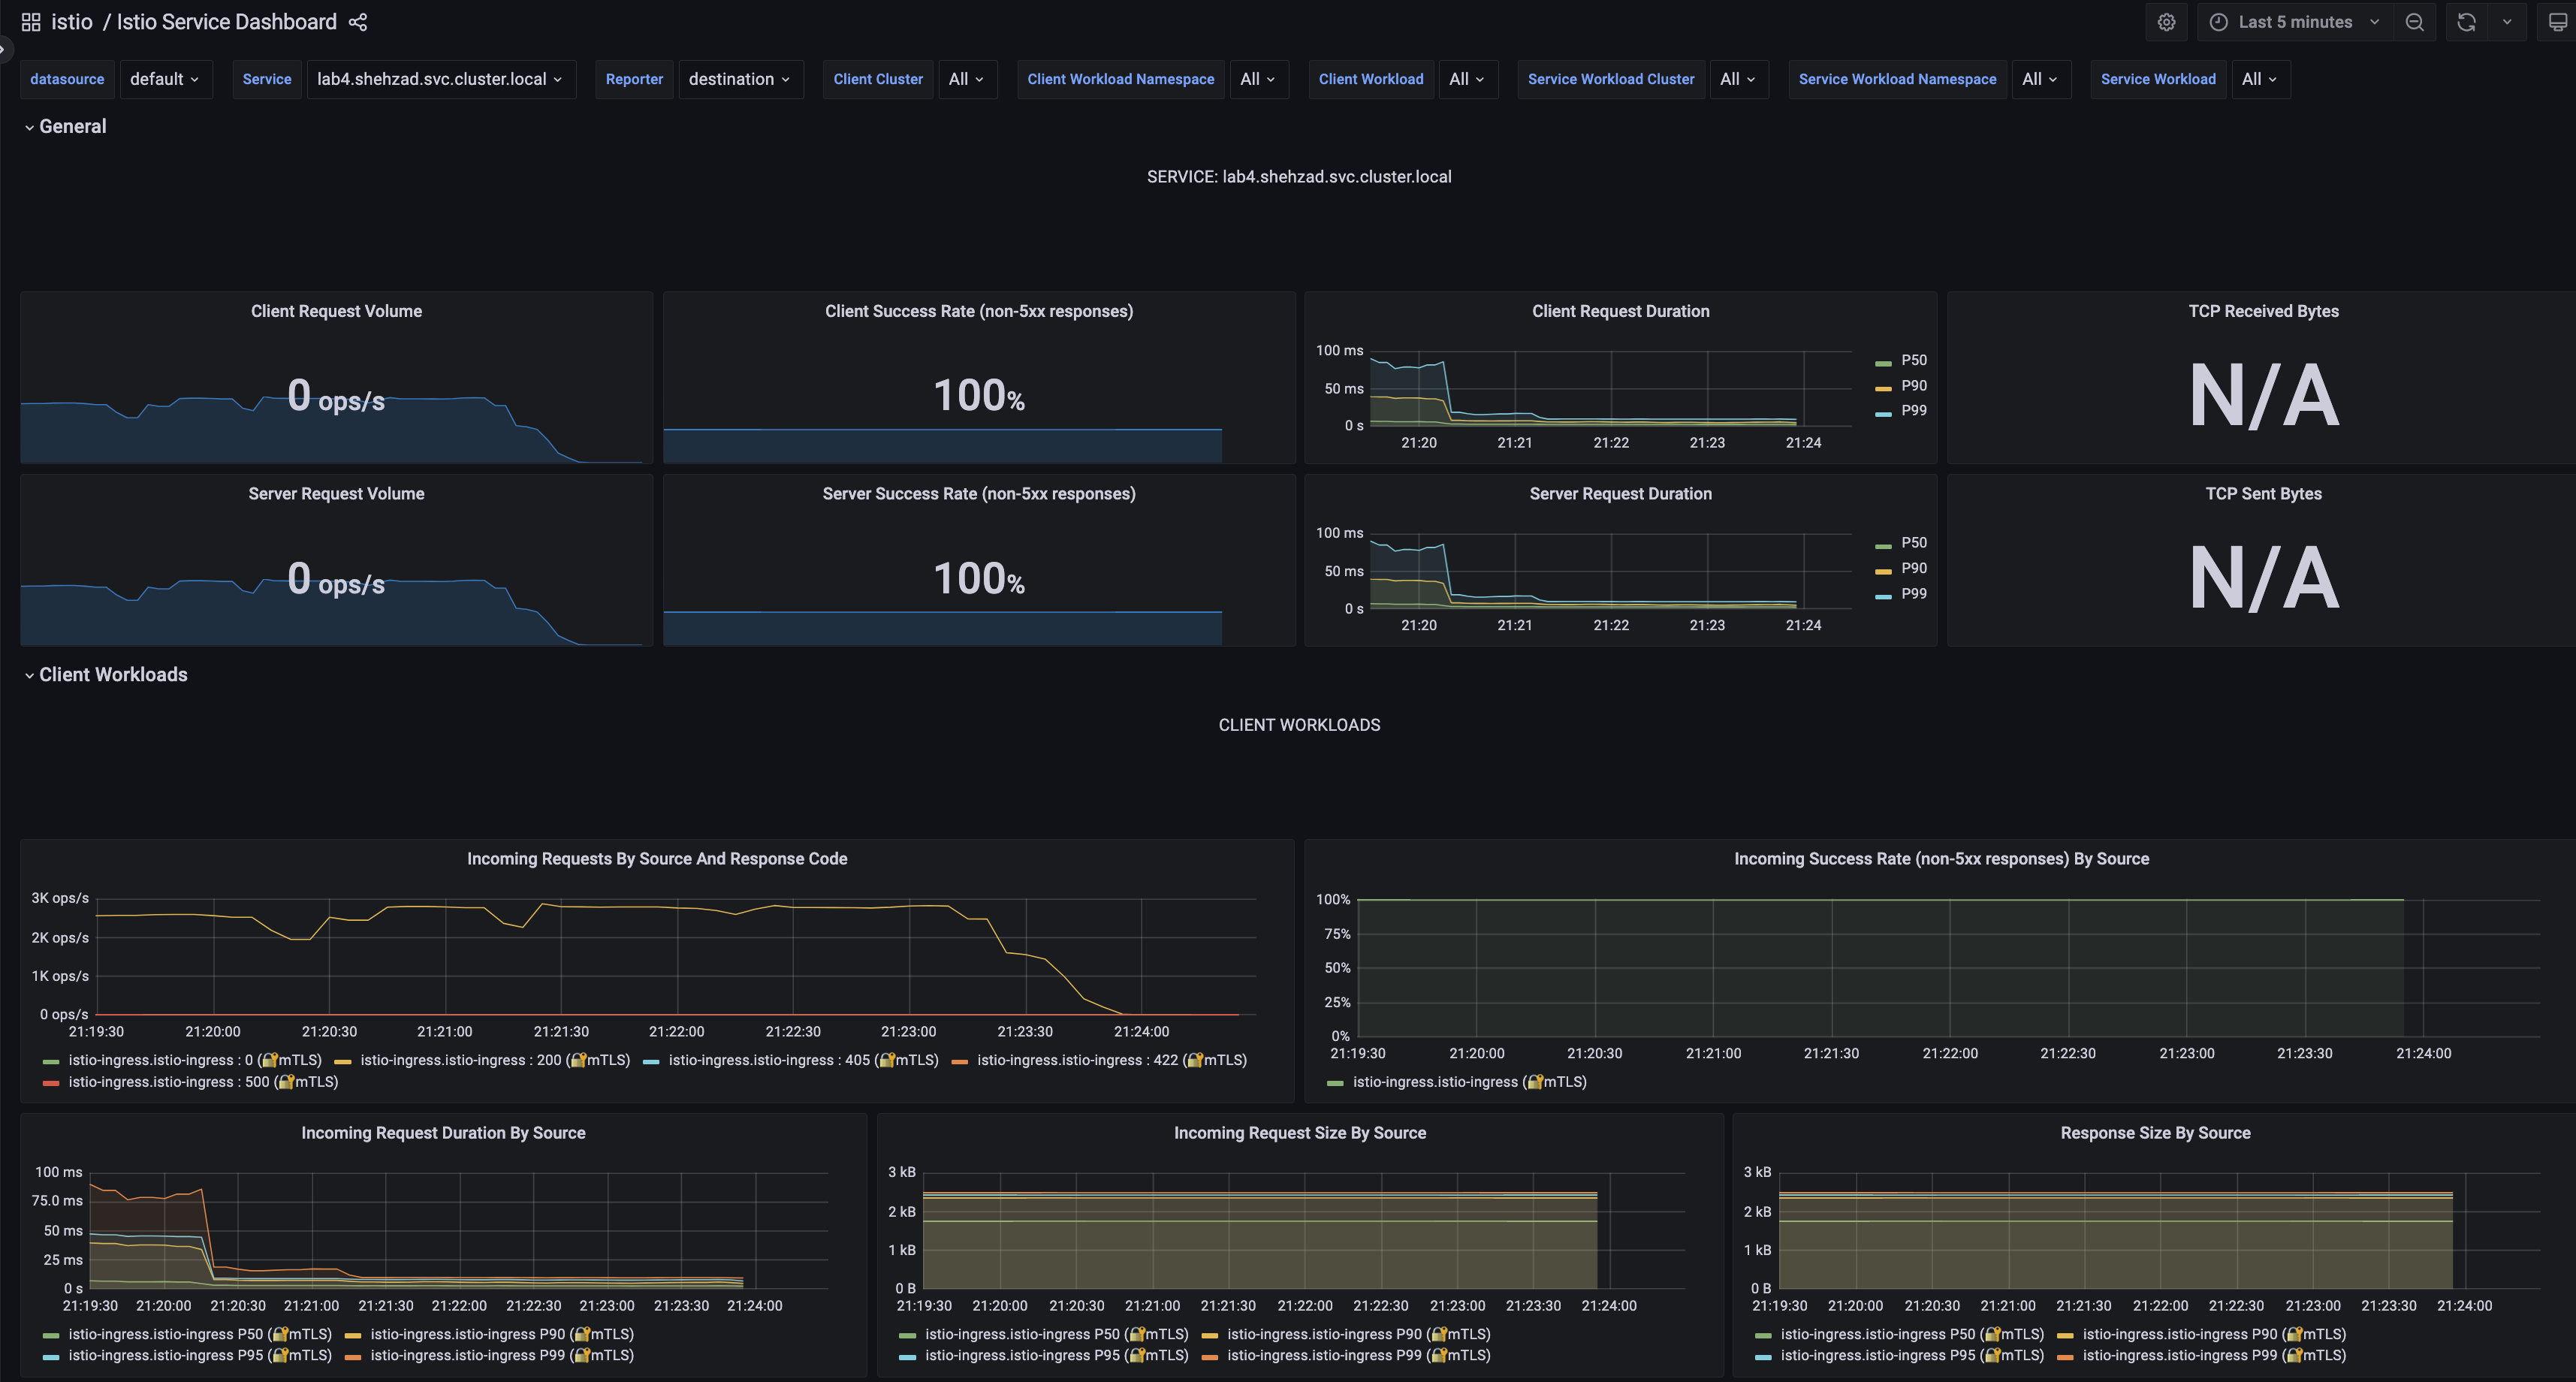 istio / Istio Service Dashboard
Last 5 minutes
datasource default Service lab4.shehzad.svc.cluster.local Reporter destination Client Cluster All Client Workload Namespace All Client Workload All Service Workload Cluster All Service Workload Namespace All Service Workload All
General
SERVICE: lab4.shehzad.svc.cluster.local
Client Request Volume
0 ops/s
Client Success Rate (non-5xx responses)
100%
Client Request Duration
100 ms
50 ms
0 s
21:20 21:21 21:22 21:23 21:24
P50
P90
P99
TCP Received Bytes
N/A
Server Request Volume
0 ops/s
Server Success Rate (non-5xx responses)
100%
Server Request Duration
100 ms
50 ms
0 s
21:20 21:21 21:22 21:23 21:24
P50
P90
P99
TCP Sent Bytes
N/A
Client Workloads
CLIENT WORKLOADS
Incoming Requests By Source And Response Code
3K ops/s
2K ops/s
1K ops/s
0 ops/s
21:19:30 21:20:00 21:20:30 21:21:00 21:21:30 21:22:00 21:22:30 21:23:00 21:23:30 21:24:00
istio-ingress.istio-ingress : 0 (🔐mTLS) istio-ingress.istio-ingress : 200 (🔐mTLS) istio-ingress.istio-ingress : 405 (🔐mTLS) istio-ingress.istio-ingress : 422 (🔐mTLS)
istio-ingress.istio-ingress : 500 (🔐mTLS)
Incoming Success Rate (non-5xx responses) By Source
100%
75%
50%
25%
0%
21:19:30 21:20:00 21:20:30 21:21:00 21:21:30 21:22:00 21:22:30 21:23:00 21:23:30 21:24:00
istio-ingress.istio-ingress (🔐mTLS)
Incoming Request Duration By Source
100 ms
75.0 ms
50 ms
25 ms
0 s
21:19:30 21:20:00 21:20:30 21:21:00 21:21:30 21:22:00 21:22:30 21:23:00 21:23:30 21:24:00
istio-ingress.istio-ingress P50 (🔐mTLS) istio-ingress.istio-ingress P90 (🔐mTLS)
istio-ingress.istio-ingress P95 (🔐mTLS) istio-ingress.istio-ingress P99 (🔐mTLS)
Incoming Request Size By Source
3 kB
2 kB
1 kB
0 B
21:19:30 21:20:00 21:20:30 21:21:00 21:21:30 21:22:00 21:22:30 21:23:00 21:23:30 21:24:00
istio-ingress.istio-ingress P50 (🔐mTLS) istio-ingress.istio-ingress P90 (🔐mTLS)
istio-ingress.istio-ingress P95 (🔐mTLS) istio-ingress.istio-ingress P99 (🔐mTLS)
Response Size By Source
3 kB
2 kB
1 kB
0 B
21:19:30 21:20:00 21:20:30 21:21:00 21:21:30 21:22:00 21:22:30 21:23:00 21:23:30 21:24:00
istio-ingress.istio-ingress P50 (🔐mTLS) istio-ingress.istio-ingress P90 (🔐mTLS)
istio-ingress.istio-ingress P95 (🔐mTLS) istio-ingress.istio-ingress P99 (🔐mTLS)